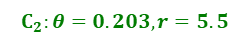 C₂: θ = 0.203, r = 5.5